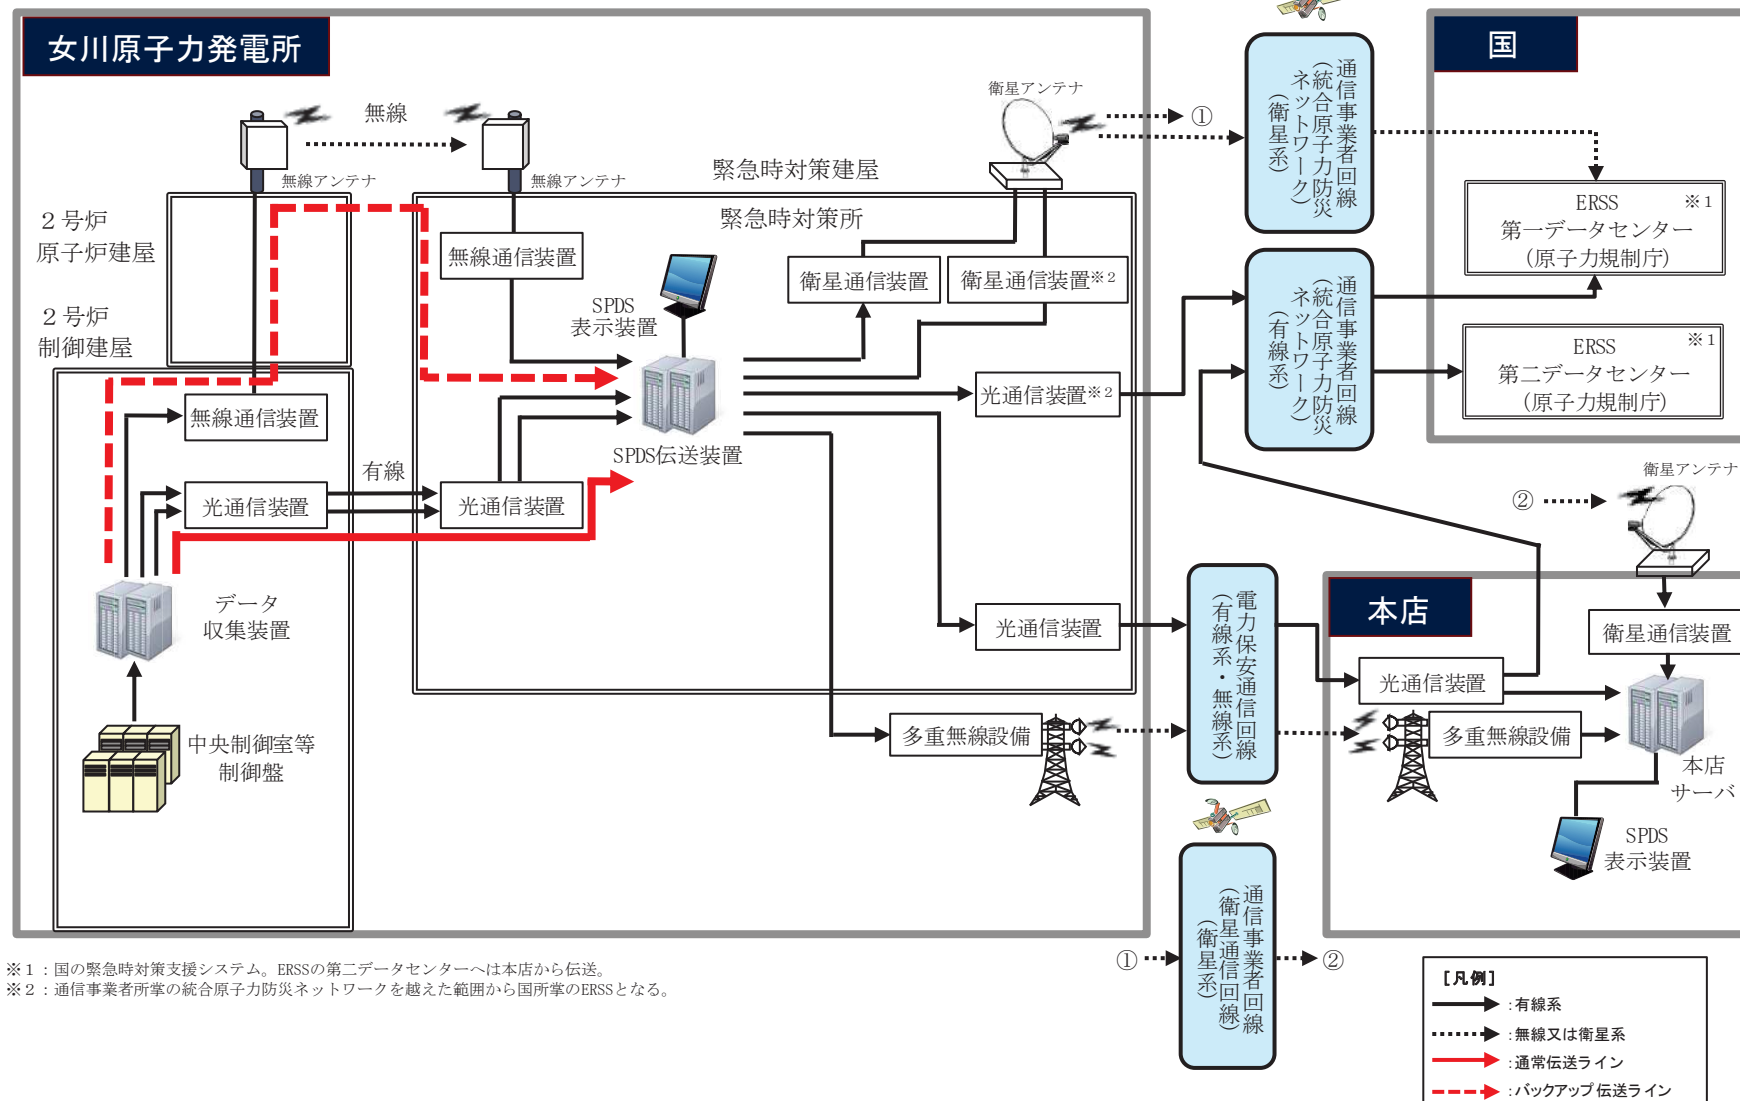 女川原子力発電所
無線
無線アンテナ
無線アンテナ
衛星アンテナ
①
緊急時対策建屋
緊急時対策所
２号炉
原子炉建屋
２号炉
制御建屋
無線通信装置
光通信装置
有線
データ
収集装置
中央制御室等
制御盤
無線通信装置
光通信装置
SPDS
表示装置
SPDS伝送装置
衛星通信装置
衛星通信装置※２
光通信装置※２
光通信装置
多重無線設備
通信事業者回線
（統合原子力防災
ネットワーク）
（衛星系）
通信事業者回線
（統合原子力防災
ネットワーク）
（有線系）
電力保安通信回線
（有線系・無線系）
①
通信事業者回線
（衛星通信回線）
（衛星系）
②
国
ERSS　※１
第一データセンター
（原子力規制庁）
ERSS　※１
第二データセンター
（原子力規制庁）
衛星アンテナ
②
本店
衛星通信装置
光通信装置
多重無線設備
本店
サーバ
SPDS
表示装置
※１：国の緊急時対策支援システム。ERSSの第二データセンターへは本店から伝送。
※２：通信事業者所掌の統合原子力防災ネットワークを越えた範囲から国所掌のERSSとなる。
［凡例］
：有線系
：無線又は衛星系
：通常伝送ライン
：バックアップ伝送ライン